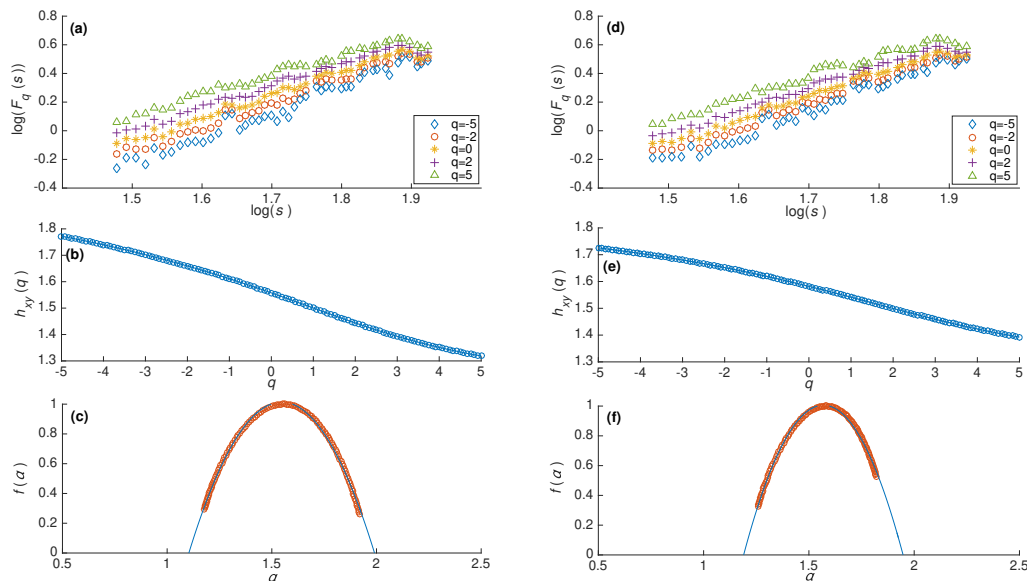 (a)
0.8
0.6
0.4
0.2
0
-0.2
-0.4
log(F_q(s))
1.5 1.6 1.7 1.8 1.9
log(s)
q=-5
q=-2
q=0
q=2
q=5
(d)
0.8
0.6
0.4
0.2
0
-0.2
-0.4
log(F_q(s))
1.5 1.6 1.7 1.8 1.9
log(s)
q=-5
q=-2
q=0
q=2
q=5
(b)
1.8
1.7
1.6
1.5
1.4
1.3
h_xy(q)
-5 -4 -3 -2 -1 0 1 2 3 4 5
q
(e)
1.8
1.7
1.6
1.5
1.4
1.3
h_xy(q)
-5 -4 -3 -2 -1 0 1 2 3 4 5
q
(c)
1
0.8
0.6
0.4
0.2
0
f(α)
0.5 1 1.5 2 2.5
α
(f)
1
0.8
0.6
0.4
0.2
0
f(α)
0.5 1 1.5 2 2.5
α